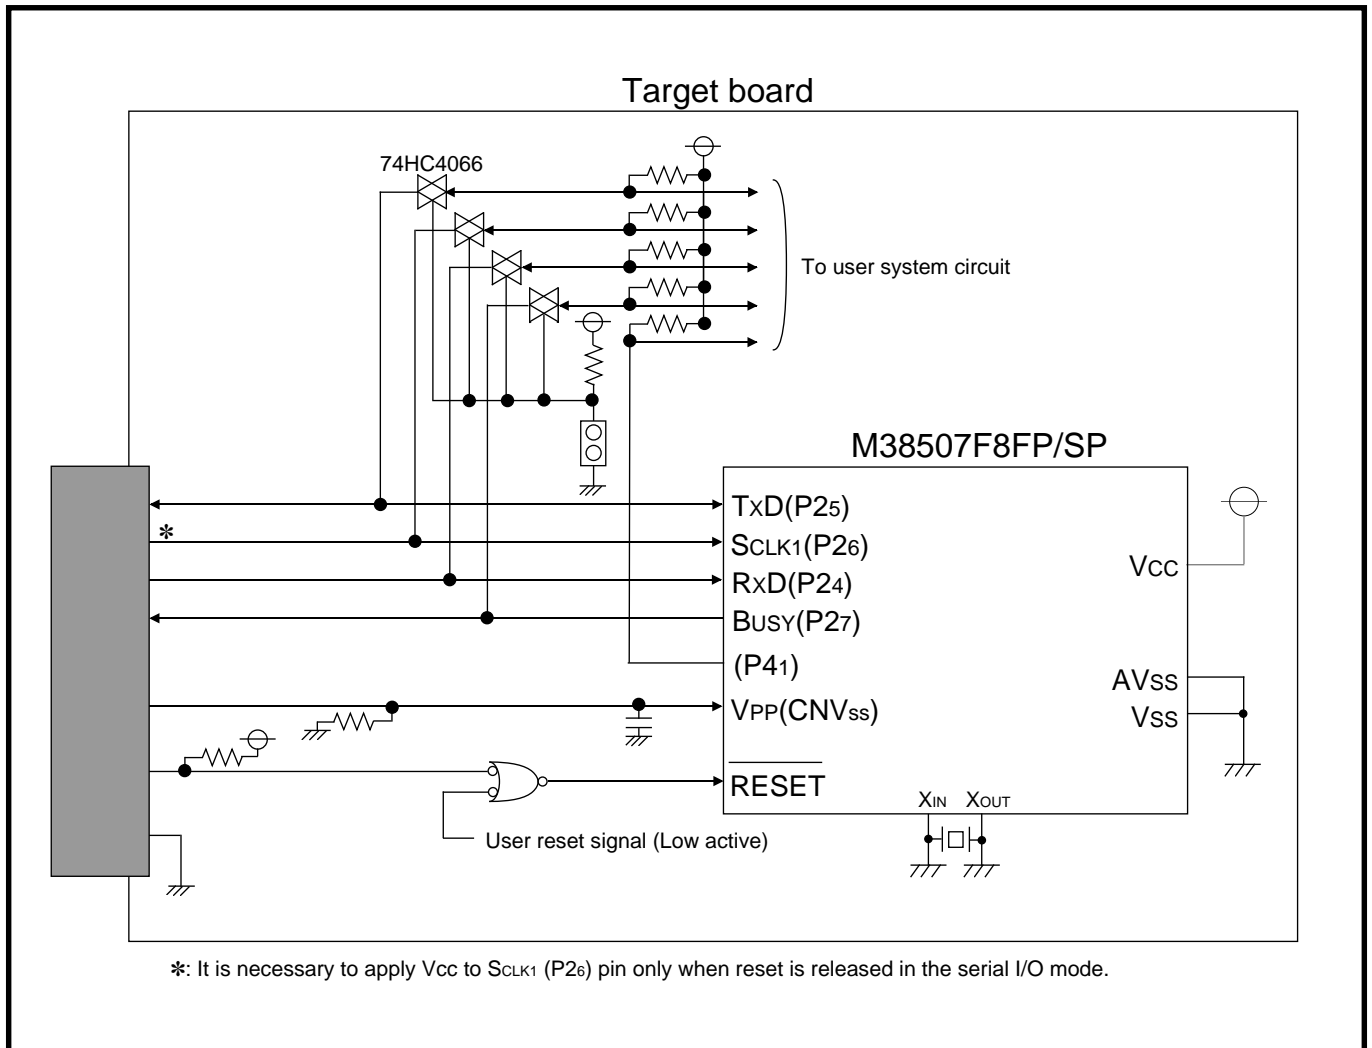 Target board
74HC4066
To user system circuit
M38507F8FP/SP
TxD(P25)
*
SCLK1(P26)
RxD(P24)
BUSY(P27)
(P41)
VPP(CNVss)
RESET
VCC
AVss
Vss
XIN XOUT
User reset signal (Low active)
*: It is necessary to apply Vcc to SCLK1 (P26) pin only when reset is released in the serial I/O mode.